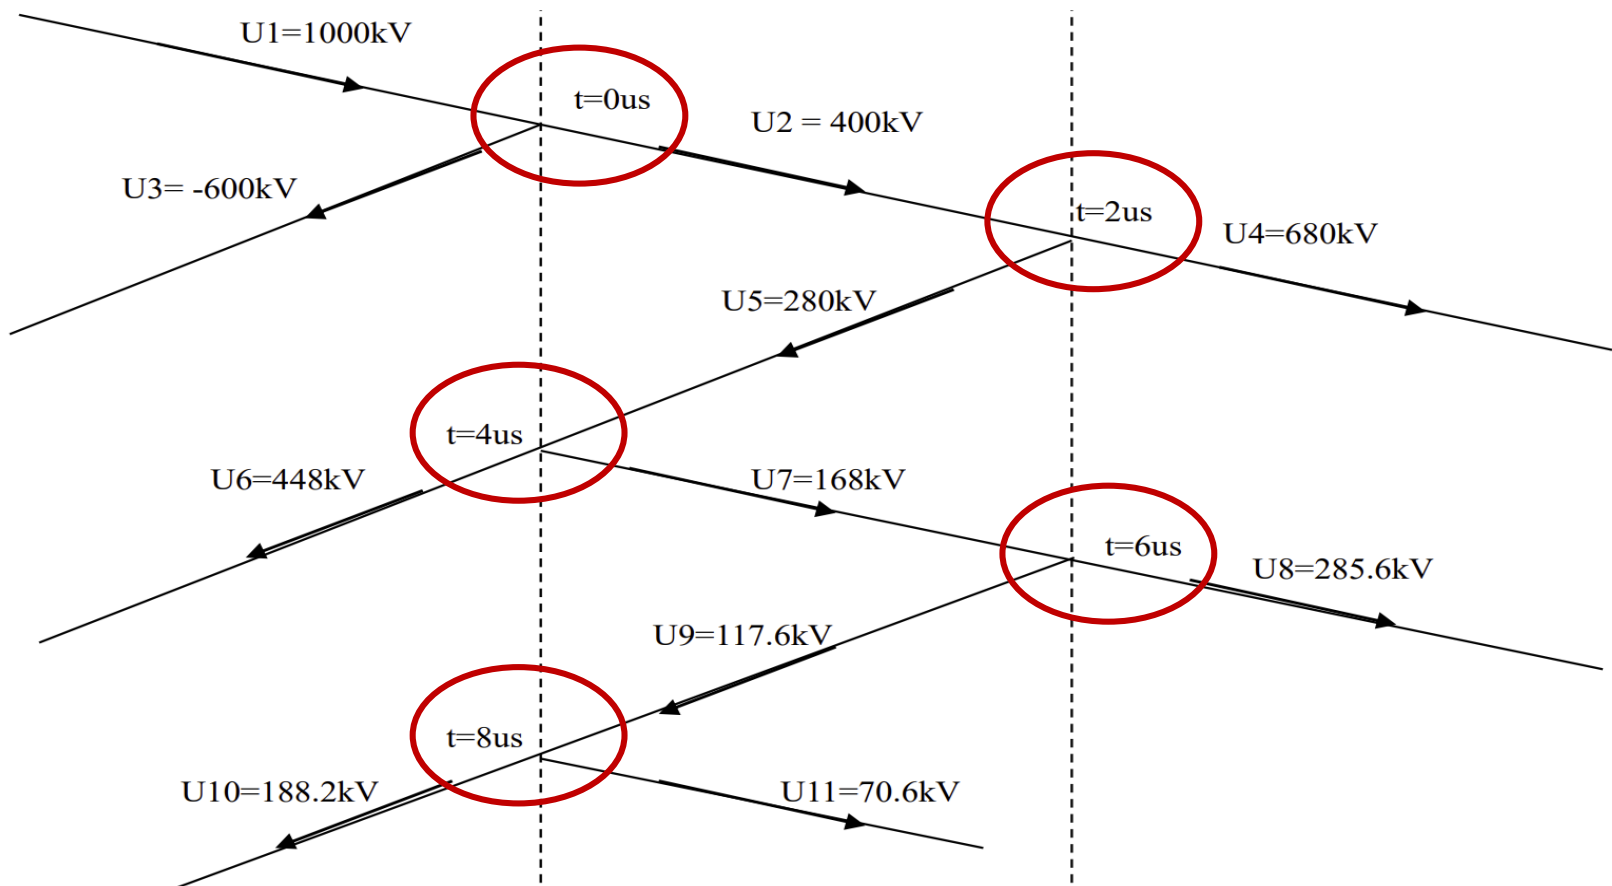 U1=1000kV
t=0us
U2 = 400kV
U3= -600kV
t=2us
U4=680kV
U5=280kV
t=4us
U6=448kV
U7=168kV
t=6us
U8=285.6kV
U9=117.6kV
t=8us
U10=188.2kV
U11=70.6kV